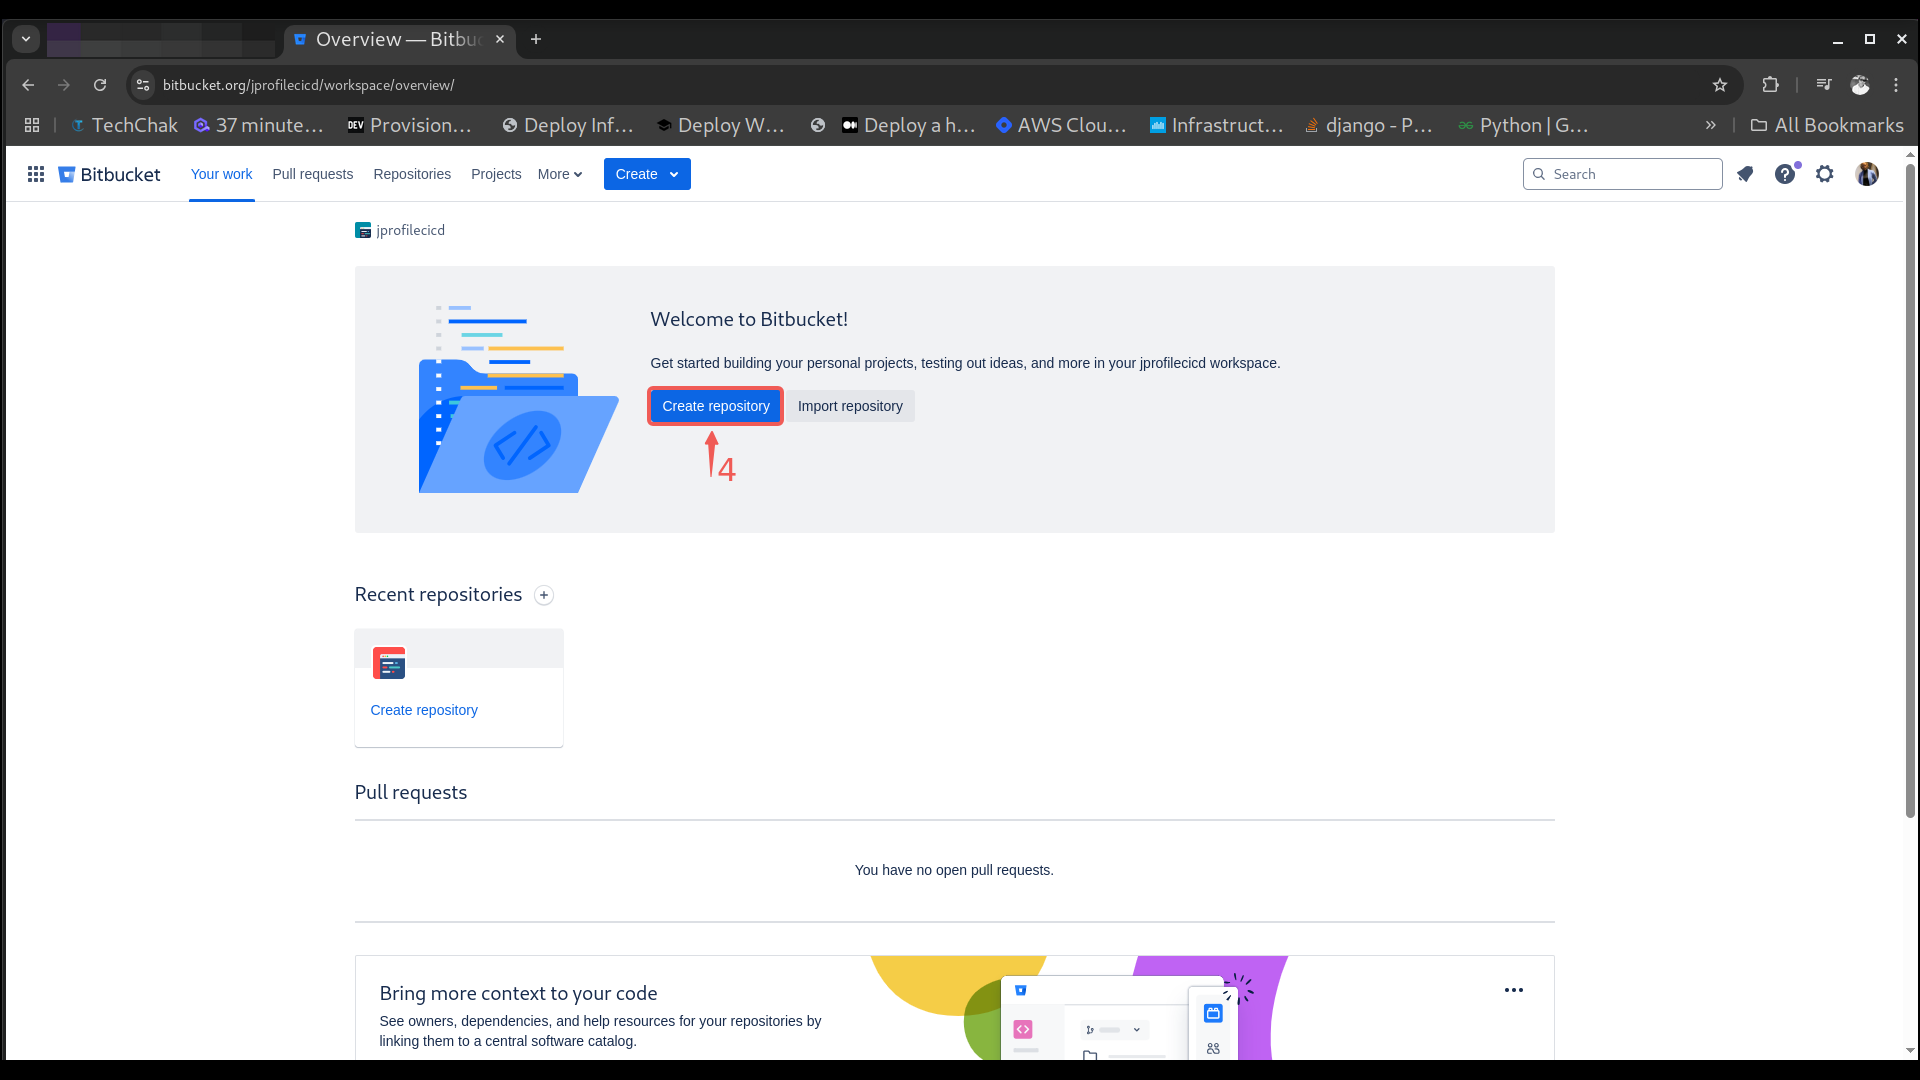 Overview — Bitbuc
bitbucket.org/jprofilecicd/workspace/overview/
TechChak 37 minute... DEV Provision... Deploy Inf... Deploy W... Deploy a h... AWS Clou... Infrastruct... django - P... Python | G... » All Bookmarks
Bitbucket Your work Pull requests Repositories Projects More Create Search
jprofilecicd
Welcome to Bitbucket!
Get started building your personal projects, testing out ideas, and more in your jprofilecicd workspace.
Create repository Import repository
4
Recent repositories
Create repository
Pull requests
You have no open pull requests.
Bring more context to your code
See owners, dependencies, and help resources for your repositories by
linking them to a central software catalog.